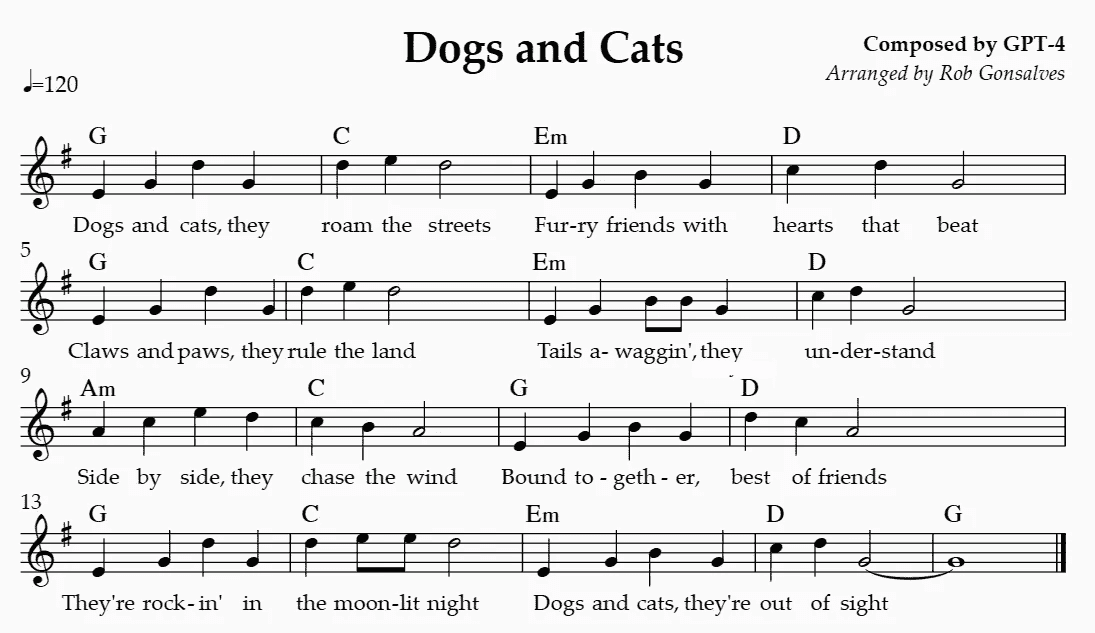 Dogs and Cats
Composed by GPT-4
Arranged by Rob Gonsalves
♩=120
G C Em D
Dogs and cats, they roam the streets Fur-ry friends with hearts that beat
5
G C Em D
Claws and paws, they rule the land Tails a- waggin', they un-der-stand
9
Am C G D
Side by side, they chase the wind Bound to - geth - er, best of friends
13
G C Em D G
They're rock-in' in the moon-lit night Dogs and cats, they're out of sight